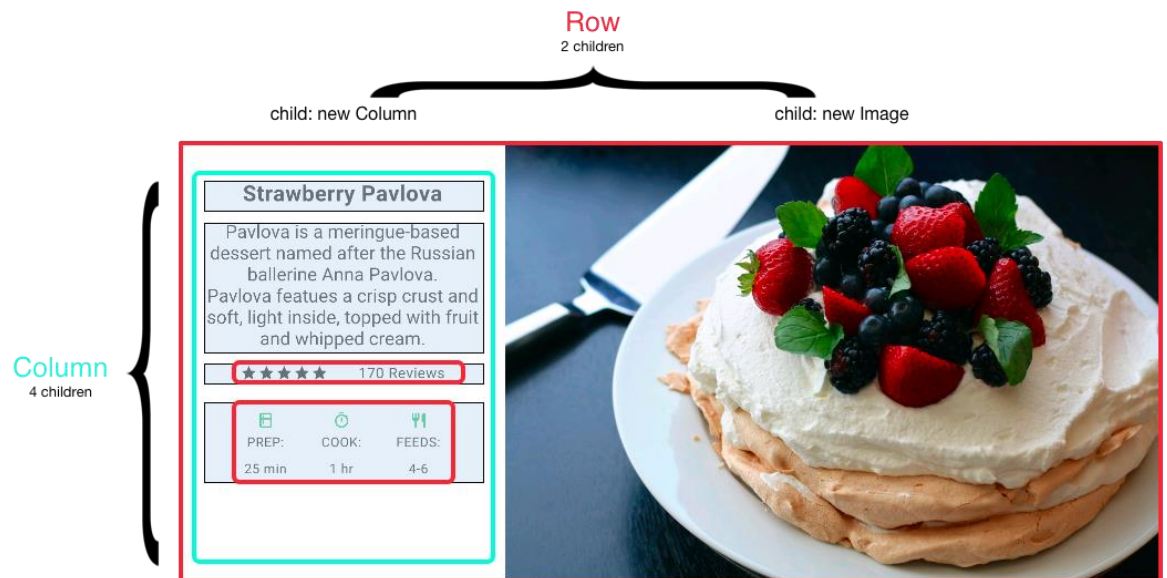 Row
2 children
child: new Column
child: new Image
Column
4 children
Strawberry Pavlova
Pavlova is a meringue-based
dessert named after the Russian
ballerine Anna Pavlova.
Pavlova featues a crisp crust and
soft, light inside, topped with fruit
and whipped cream.
170 Reviews
PREP: COOK: FEEDS:
25 min 1 hr 4-6